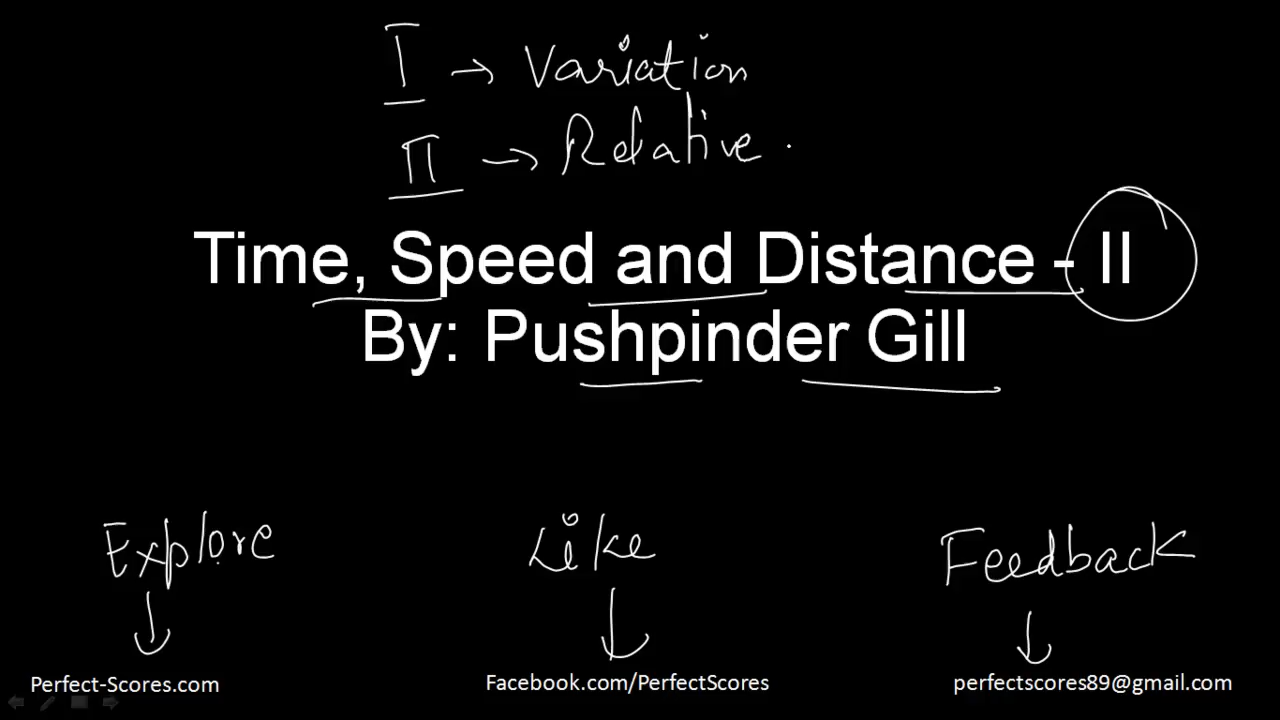 I → Variation
II → Relative.
Time, Speed and Distance - II
By: Pushpinder Gill
Explore Like Feedback
Perfect-Scores.com Facebook.com/PerfectScores perfectscores89@gmail.com